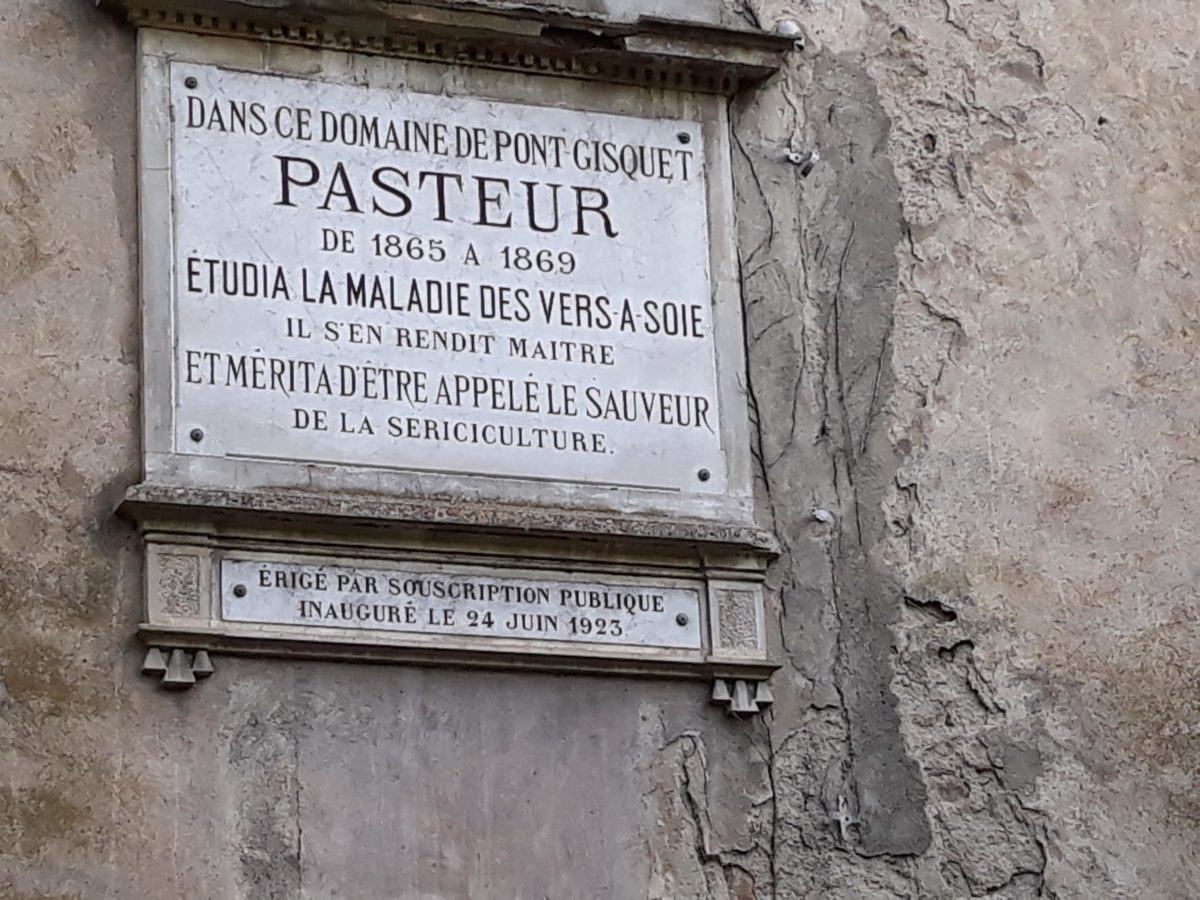 DANS CE DOMAINE DE PONT-GISQUET
PASTEUR
DE 1865 A 1869
ÉTUDIA LA MALADIE DES VERS-A-SOIE
IL S'EN RENDIT MAITRE
ET MÉRITA D'ÊTRE APPELÉ LE SAUVEUR
DE LA SERICICULTURE.
ÉRIGÉ PAR SOUSCRIPTION PUBLIQUE
INAUGURÉ LE 24 JUIN 1923